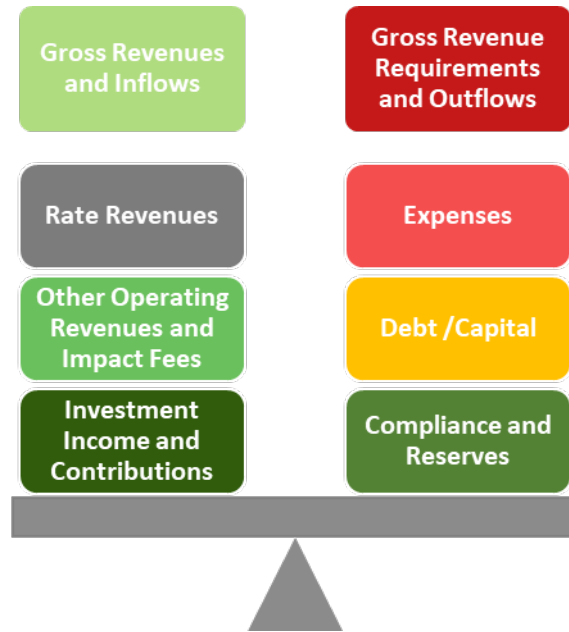 Gross Revenues
and Inflows
Gross Revenue
Requirements
and Outflows
Rate Revenues
Expenses
Other Operating
Revenues and
Impact Fees
Debt /Capital
Investment
Income and
Contributions
Compliance and
Reserves